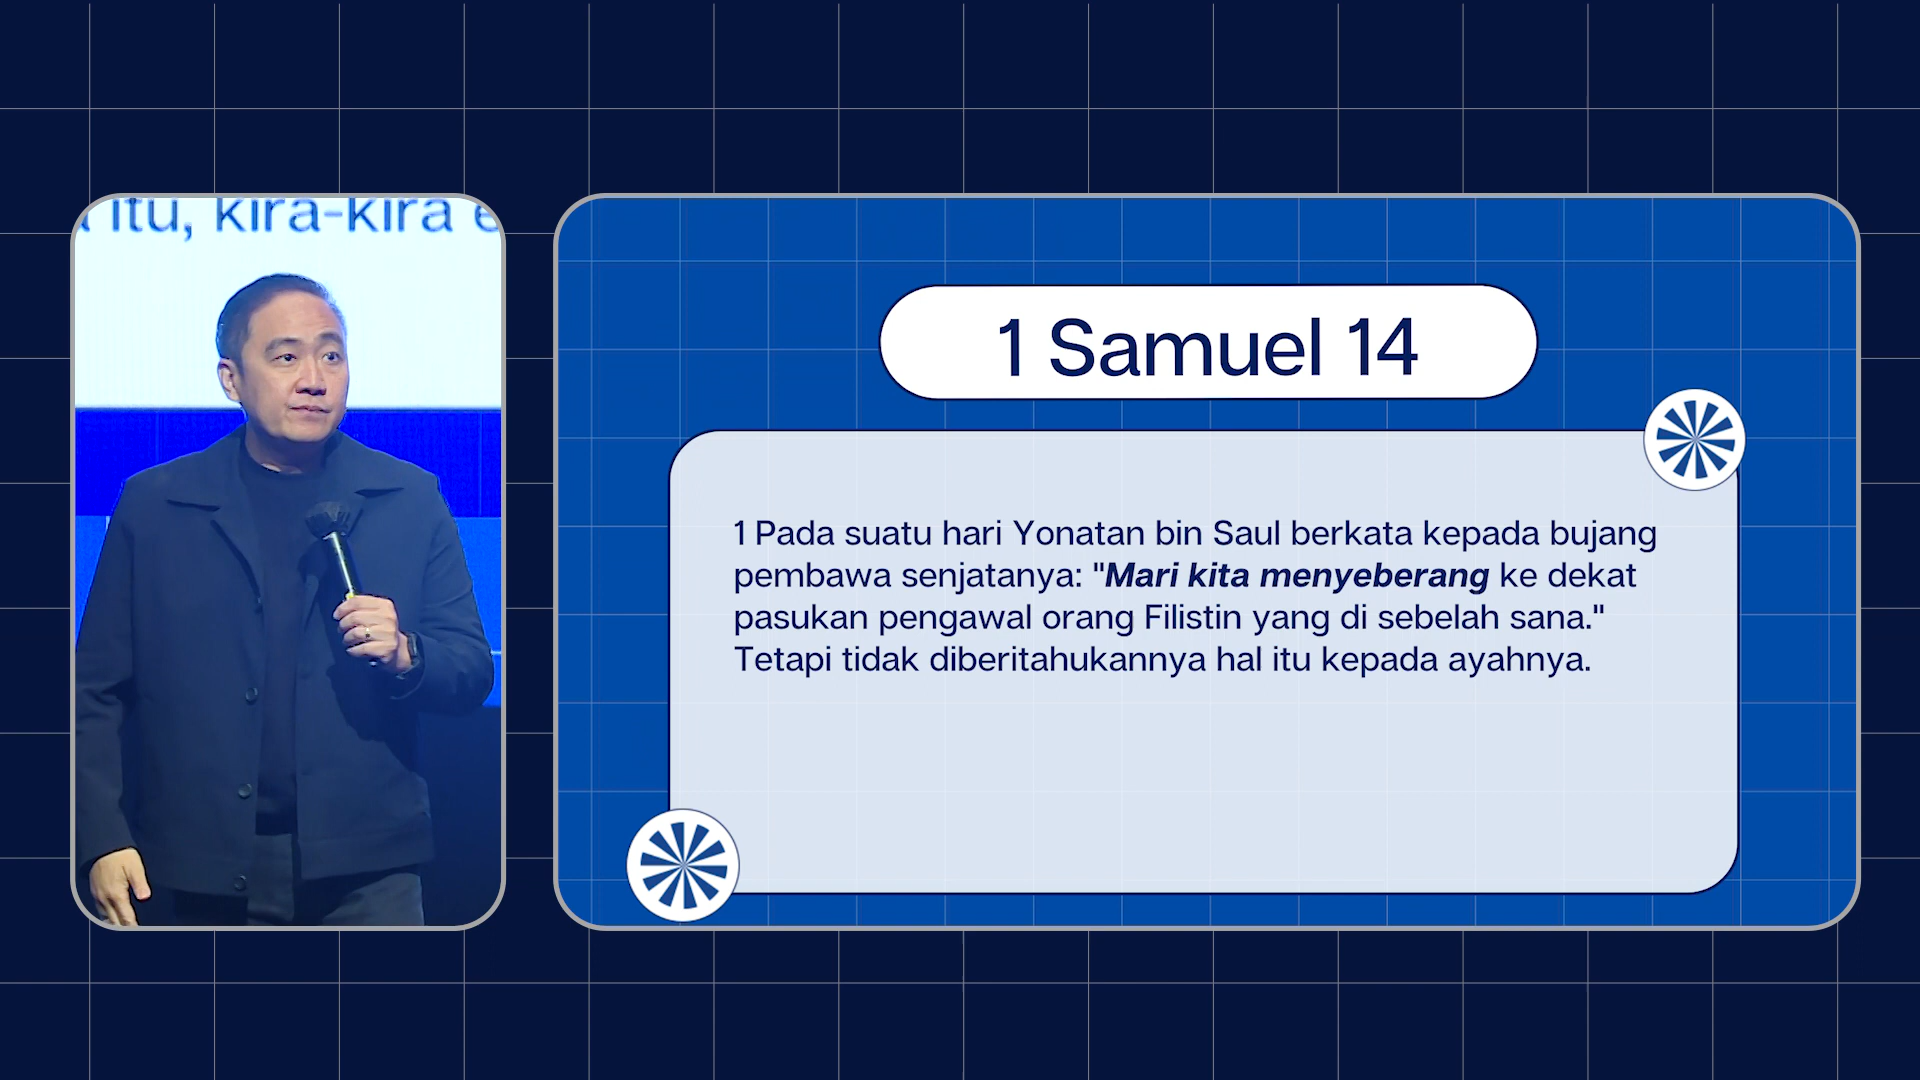 itu, kira-kira
1 Samuel 14
1 Pada suatu hari Yonatan bin Saul berkata kepada bujang
pembawa senjatanya: "Mari kita menyeberang ke dekat
pasukan pengawal orang Filistin yang di sebelah sana."
Tetapi tidak diberitahukannya hal itu kepada ayahnya.